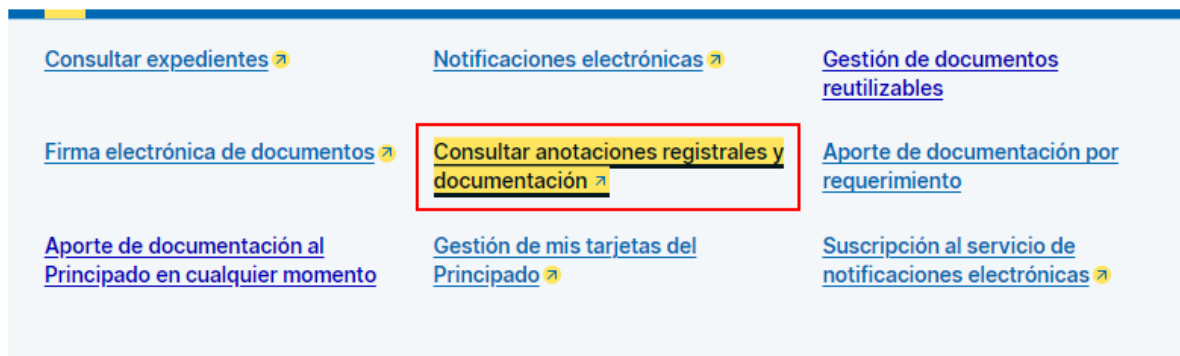 Consultar expedientes
Notificaciones electrónicas
Gestión de documentos
reutilizables
Firma electrónica de documentos
Consultar anotaciones registrales y
documentación
Aporte de documentación por
requerimiento
Aporte de documentación al
Principado en cualquier momento
Gestión de mis tarjetas del
Principado
Suscripción al servicio de
notificaciones electrónicas